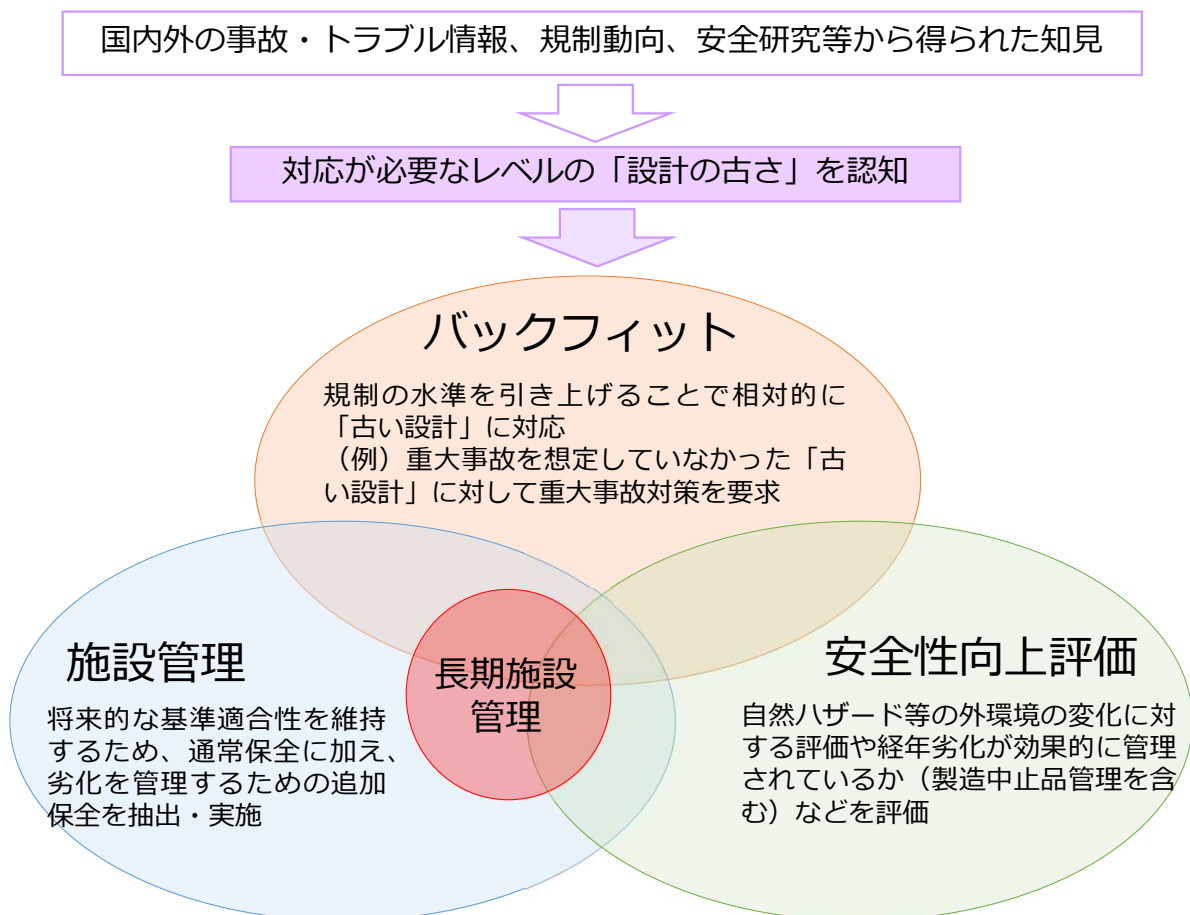 国内外の事故・トラブル情報、規制動向、安全研究等から得られた知見
対応が必要なレベルの「設計の古さ」を認知
バックフィット
規制の水準を引き上げることで相対的に
「古い設計」に対応
（例）重大事故を想定していなかった「古
い設計」に対して重大事故対策を要求
施設管理
将来的な基準適合性を維持
するため、通常保全に加え、
劣化を管理するための追加
保全を抽出・実施
長期施設
管理
安全性向上評価
自然ハザード等の外環境の変化に対
する評価や経年劣化が効果的に管理
されているか（製造中止品管理を含
む）などを評価